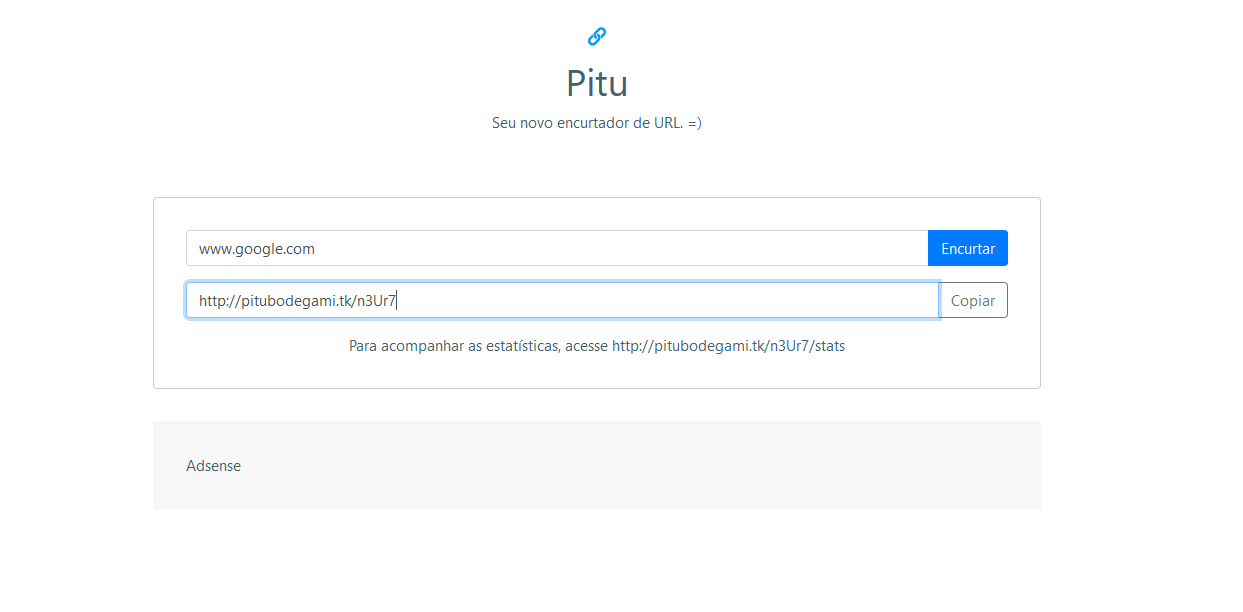 Pitu
Seu novo encurtador de URL. =)
www.google.com
Encurtar
http://pitubodegami.tk/n3Ur7
Copiar
Para acompanhar as estatísticas, acesse http://pitubodegami.tk/n3Ur7/stats
Adsense